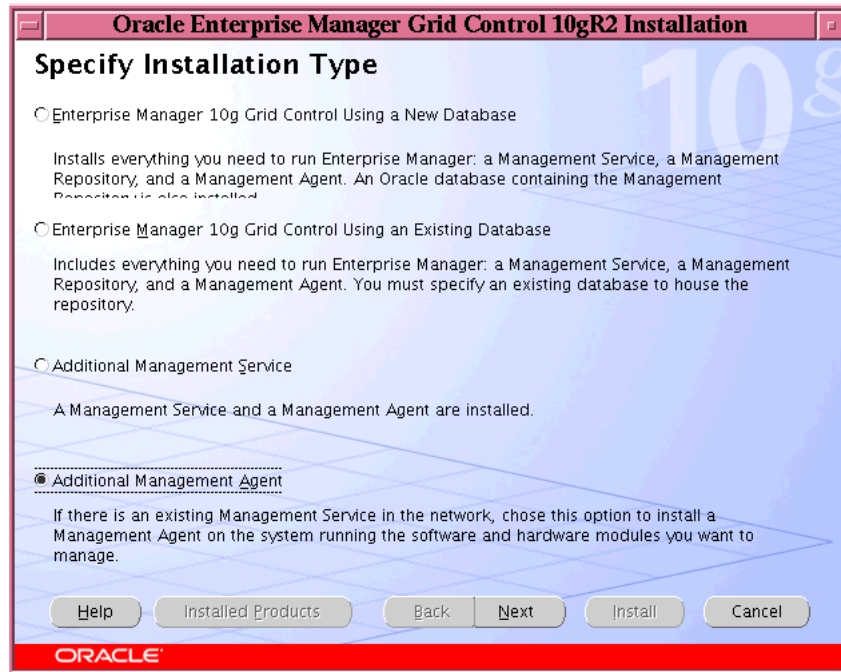 Oracle Enterprise Manager Grid Control 10gR2 Installation
Specify Installation Type
10g
Enterprise Manager 10g Grid Control Using a New Database
Installs everything you need to run Enterprise Manager: a Management Service, a Management
Repository, and a Management Agent. An Oracle database containing the Management
Repository is also installed.
Enterprise Manager 10g Grid Control Using an Existing Database
Includes everything you need to run Enterprise Manager: a Management Service, a Management
Repository, and a Management Agent. You must specify an existing database to house the
repository.
Additional Management Service
A Management Service and a Management Agent are installed.
Additional Management Agent
If there is an existing Management Service in the network, chose this option to install a
Management Agent on the system running the software and hardware modules you want to
manage.
Help Installed Products Back Next Install Cancel
ORACLE